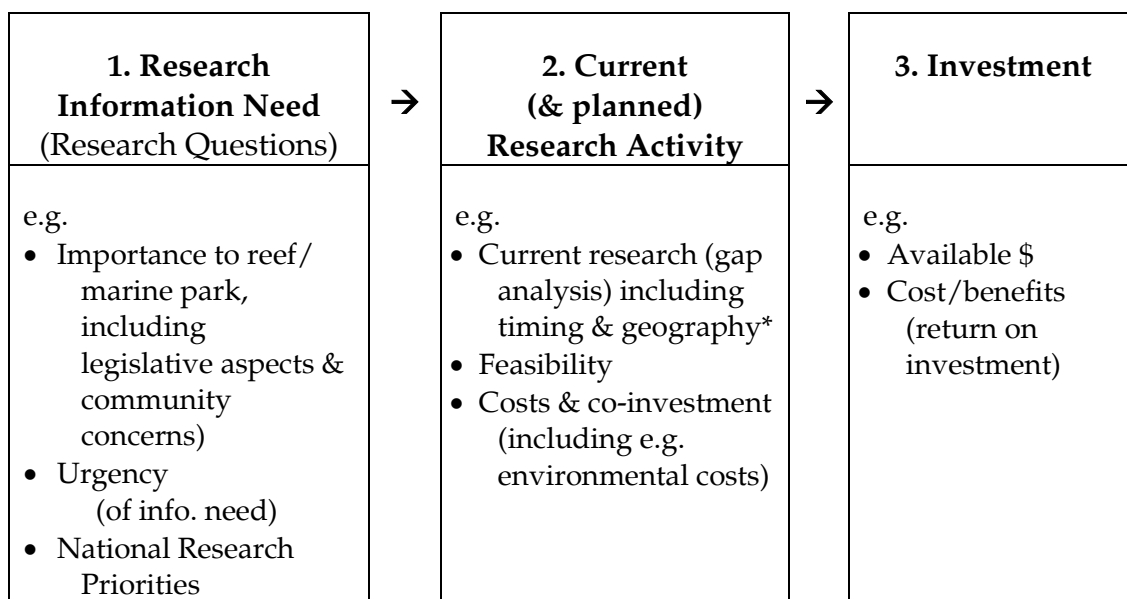 1. Research
Information Need
(Research Questions)
→
2. Current
(& planned)
Research Activity
→
3. Investment
e.g.
• Importance to reef/
marine park,
including
legislative aspects &
community
concerns)
• Urgency
(of info. need)
• National Research
Priorities
e.g.
• Current research (gap
analysis) including
timing & geography*
• Feasibility
• Costs & co-investment
(including e.g.
environmental costs)
e.g.
• Available $
• Cost/benefits
(return on
investment)